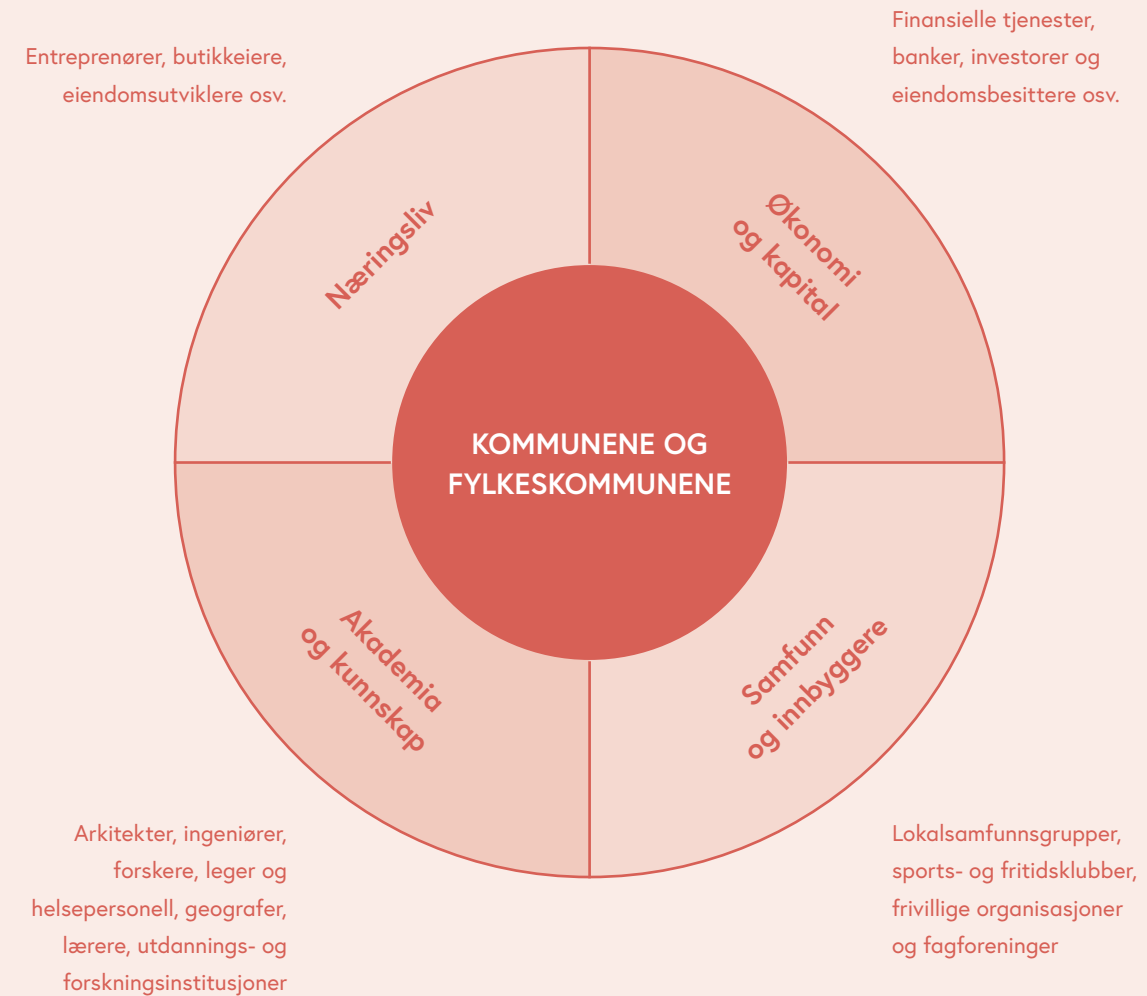 Entreprenører, butikkeiere,
eiendomsutviklere osv.
Finansielle tjenester,
banker, investorer og
eiendomsbesittere osv.
Næringsliv
Økonomi
og kapital
KOMMUNENE OG
FYLKESKOMMUNENE
Akademia
og kunnskap
Samfunn
og innbyggere
Arkitekter, ingeniører,
forskere, leger og
helsepersonell, geografer,
lærere, utdannings- og
forskningsinstitusjoner
Lokalsamfunnsgrupper,
sports- og fritidsklubber,
frivillige organisasjoner
og fagforeninger